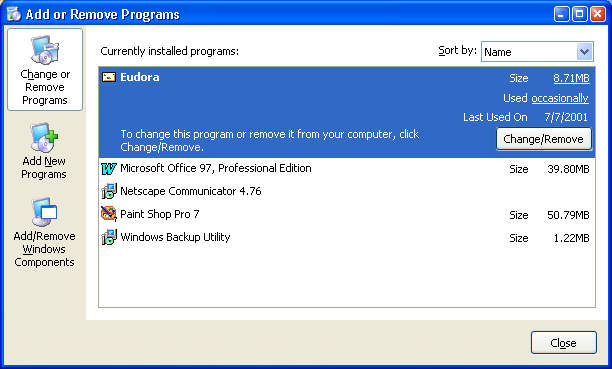 Add or Remove Programs
Change or
Remove
Programs
Add New
Programs
Add/Remove
Windows
Components
Currently installed programs:
Sort by: Name
Eudora Size 8.71MB
Used occasionally
Last Used On 7/7/2001
To change this program or remove it from your computer, click
Change/Remove.
Change/Remove
Microsoft Office 97, Professional Edition Size 39.80MB
Netscape Communicator 4.76
Paint Shop Pro 7 Size 50.79MB
Windows Backup Utility Size 1.22MB
Close